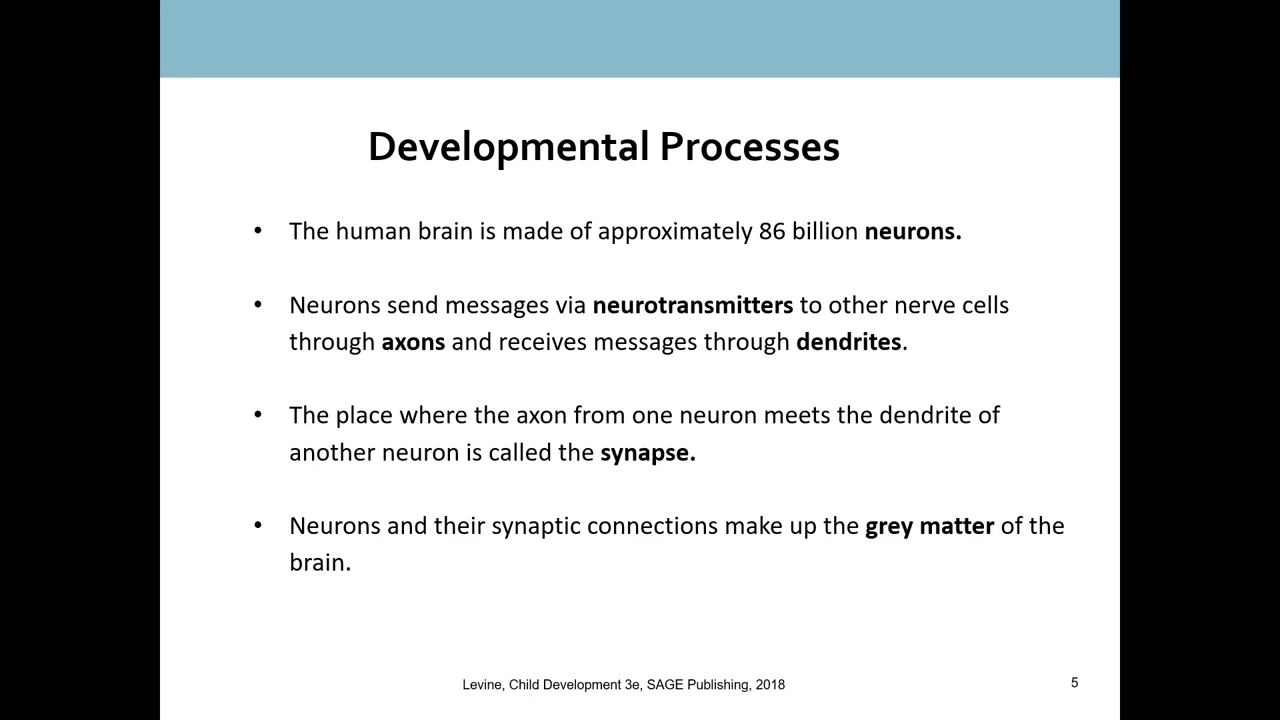 Developmental Processes
• The human brain is made of approximately 86 billion neurons.
• Neurons send messages via neurotransmitters to other nerve cells
through axons and receives messages through dendrites.
• The place where the axon from one neuron meets the dendrite of
another neuron is called the synapse.
• Neurons and their synaptic connections make up the grey matter of the
brain.
Levine, Child Development 3e, SAGE Publishing, 2018
5